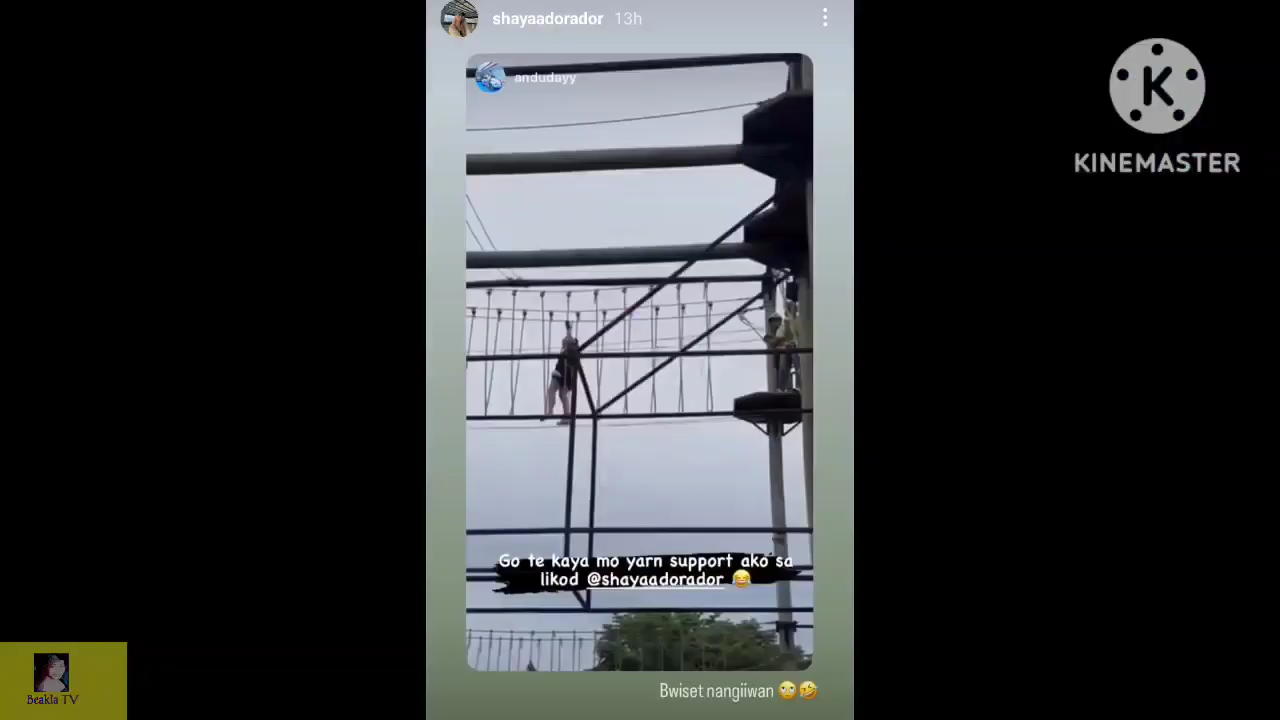 shayaadorador 13h
andudayy
K
KINEMASTER
Go te kaya mo yarn support ako sa
likod @shayaadorador 😂
Bwiset nangiiwan 🙄🤣
Beakla TV